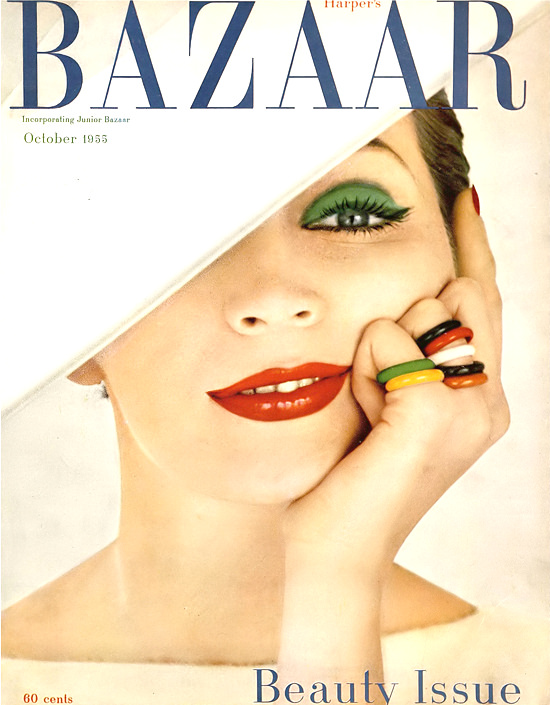 Harper's
BAZAAR
Incorporating Junior Bazaar
October 1955
60 cents
Beauty Issue